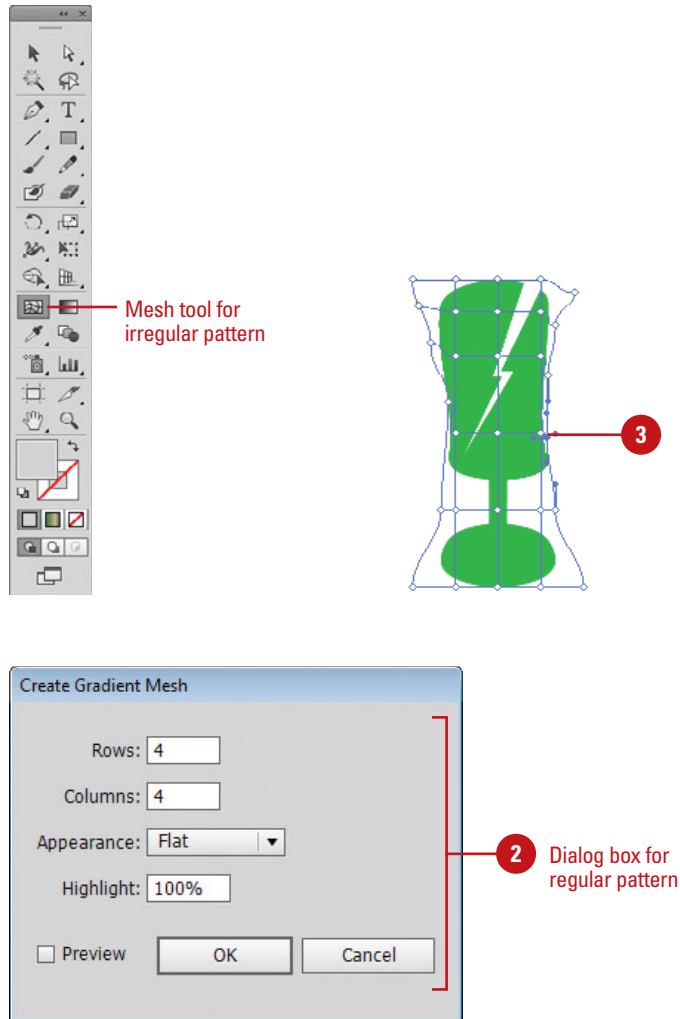 T
Mesh tool for
irregular pattern
3
Create Gradient Mesh
Rows: 4
Columns: 4
Appearance: Flat
Highlight: 100%
Preview OK Cancel
2
Dialog box for
regular pattern